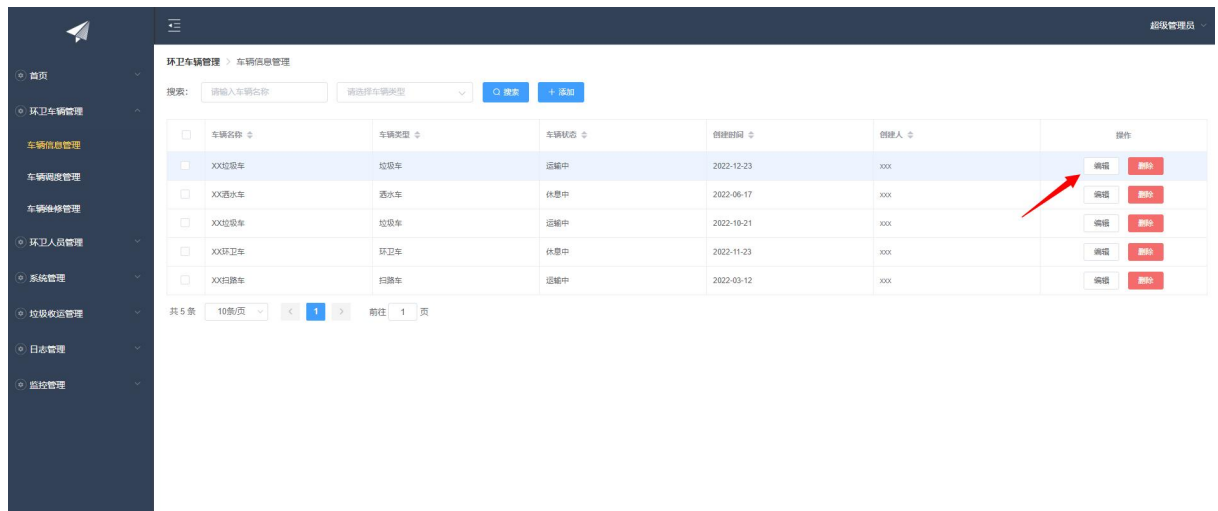 超级管理员
首页
环卫车辆管理
车辆信息管理
车辆调度管理
车辆维修管理
环卫人员管理
系统管理
垃圾收运管理
日志管理
监控管理
环卫车辆管理 > 车辆信息管理
搜索： 请输入车辆名称 请选择车辆类型 搜索 + 添加
车辆名称 车辆类型 车辆状态 创建时间 创建人 操作
XX垃圾车 垃圾车 运输中 2022-12-23 xxx 编辑 删除
XX洒水车 洒水车 休息中 2022-06-17 xxx 编辑 删除
XX垃圾车 垃圾车 运输中 2022-10-21 xxx 编辑 删除
XX环卫车 环卫车 休息中 2022-11-23 xxx 编辑 删除
XX扫路车 扫路车 运输中 2022-03-12 xxx 编辑 删除
共 5 条 10条/页 < 1 > 前往 1 页